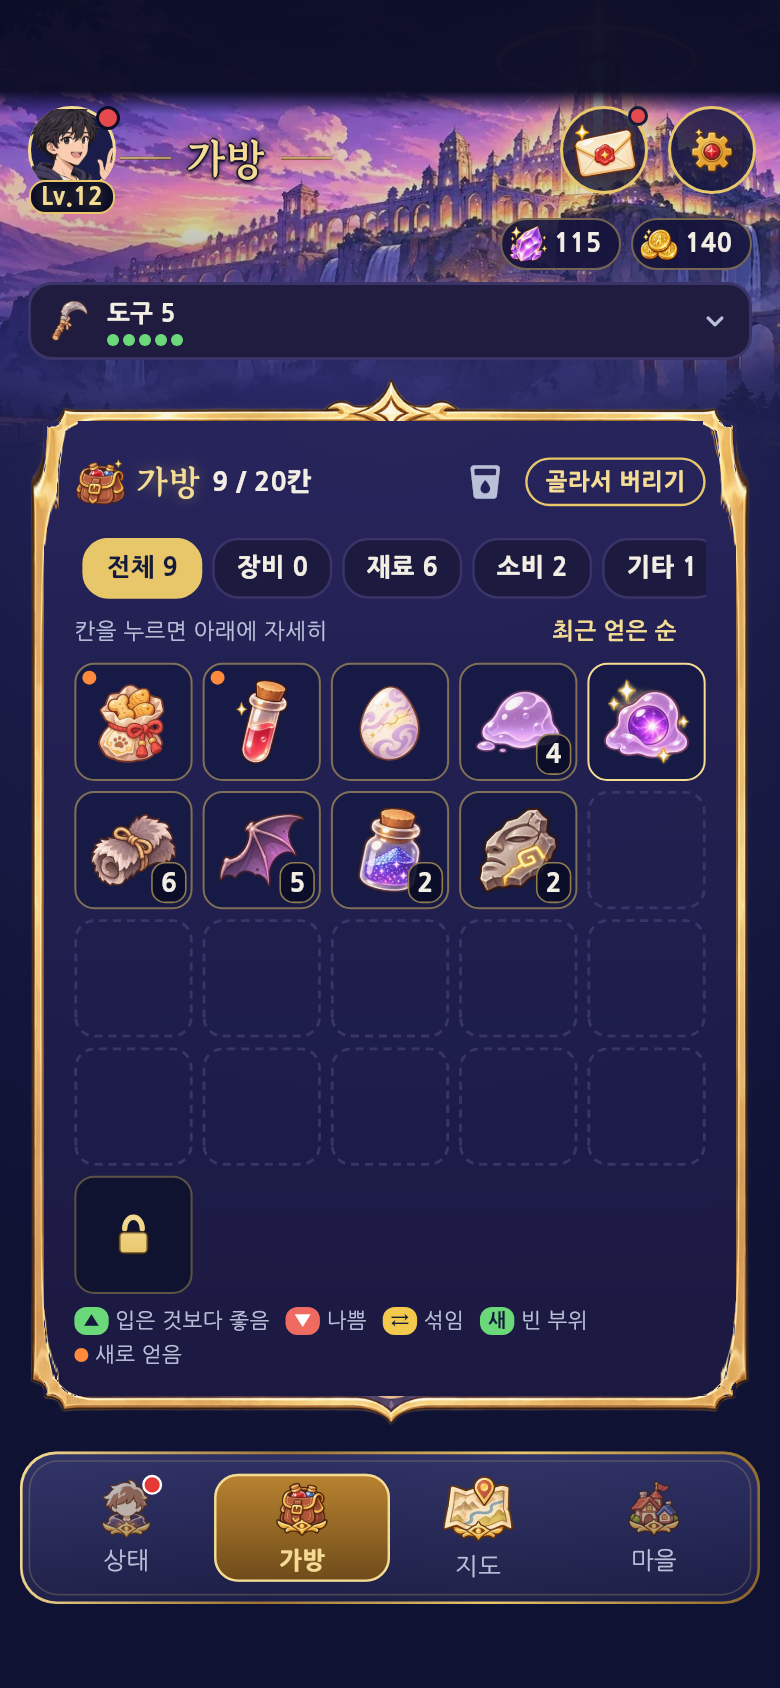 Lv.12
가방
115
140
도구 5
가방 9 / 20칸
골라서 버리기
전체 9
장비 0
재료 6
소비 2
기타 1
칸을 누르면 아래에 자세히
최근 얻은 순
4
6
5
2
2
입은 것보다 좋음
나쁨
섞임
새 빈 부위
새로 얻음
상태
가방
지도
마을